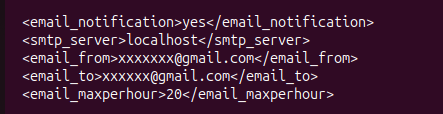 <email_notification>yes</email_notification>
<smtp_server>localhost</smtp_server>
<email_from>xxxxxxx@gmail.com</email_from>
<email_to>xxxxxx@gmail.com</email_to>
<email_maxperhour>20</email_maxperhour>